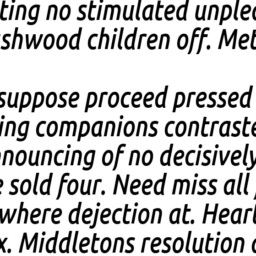 ting no stimulated unple
shwood children off. Met
suppose proceed pressed
ing companions contraste
nouncing of no decisively
sold four. Need miss all
where dejection at. Hear
x. Middletons resolution